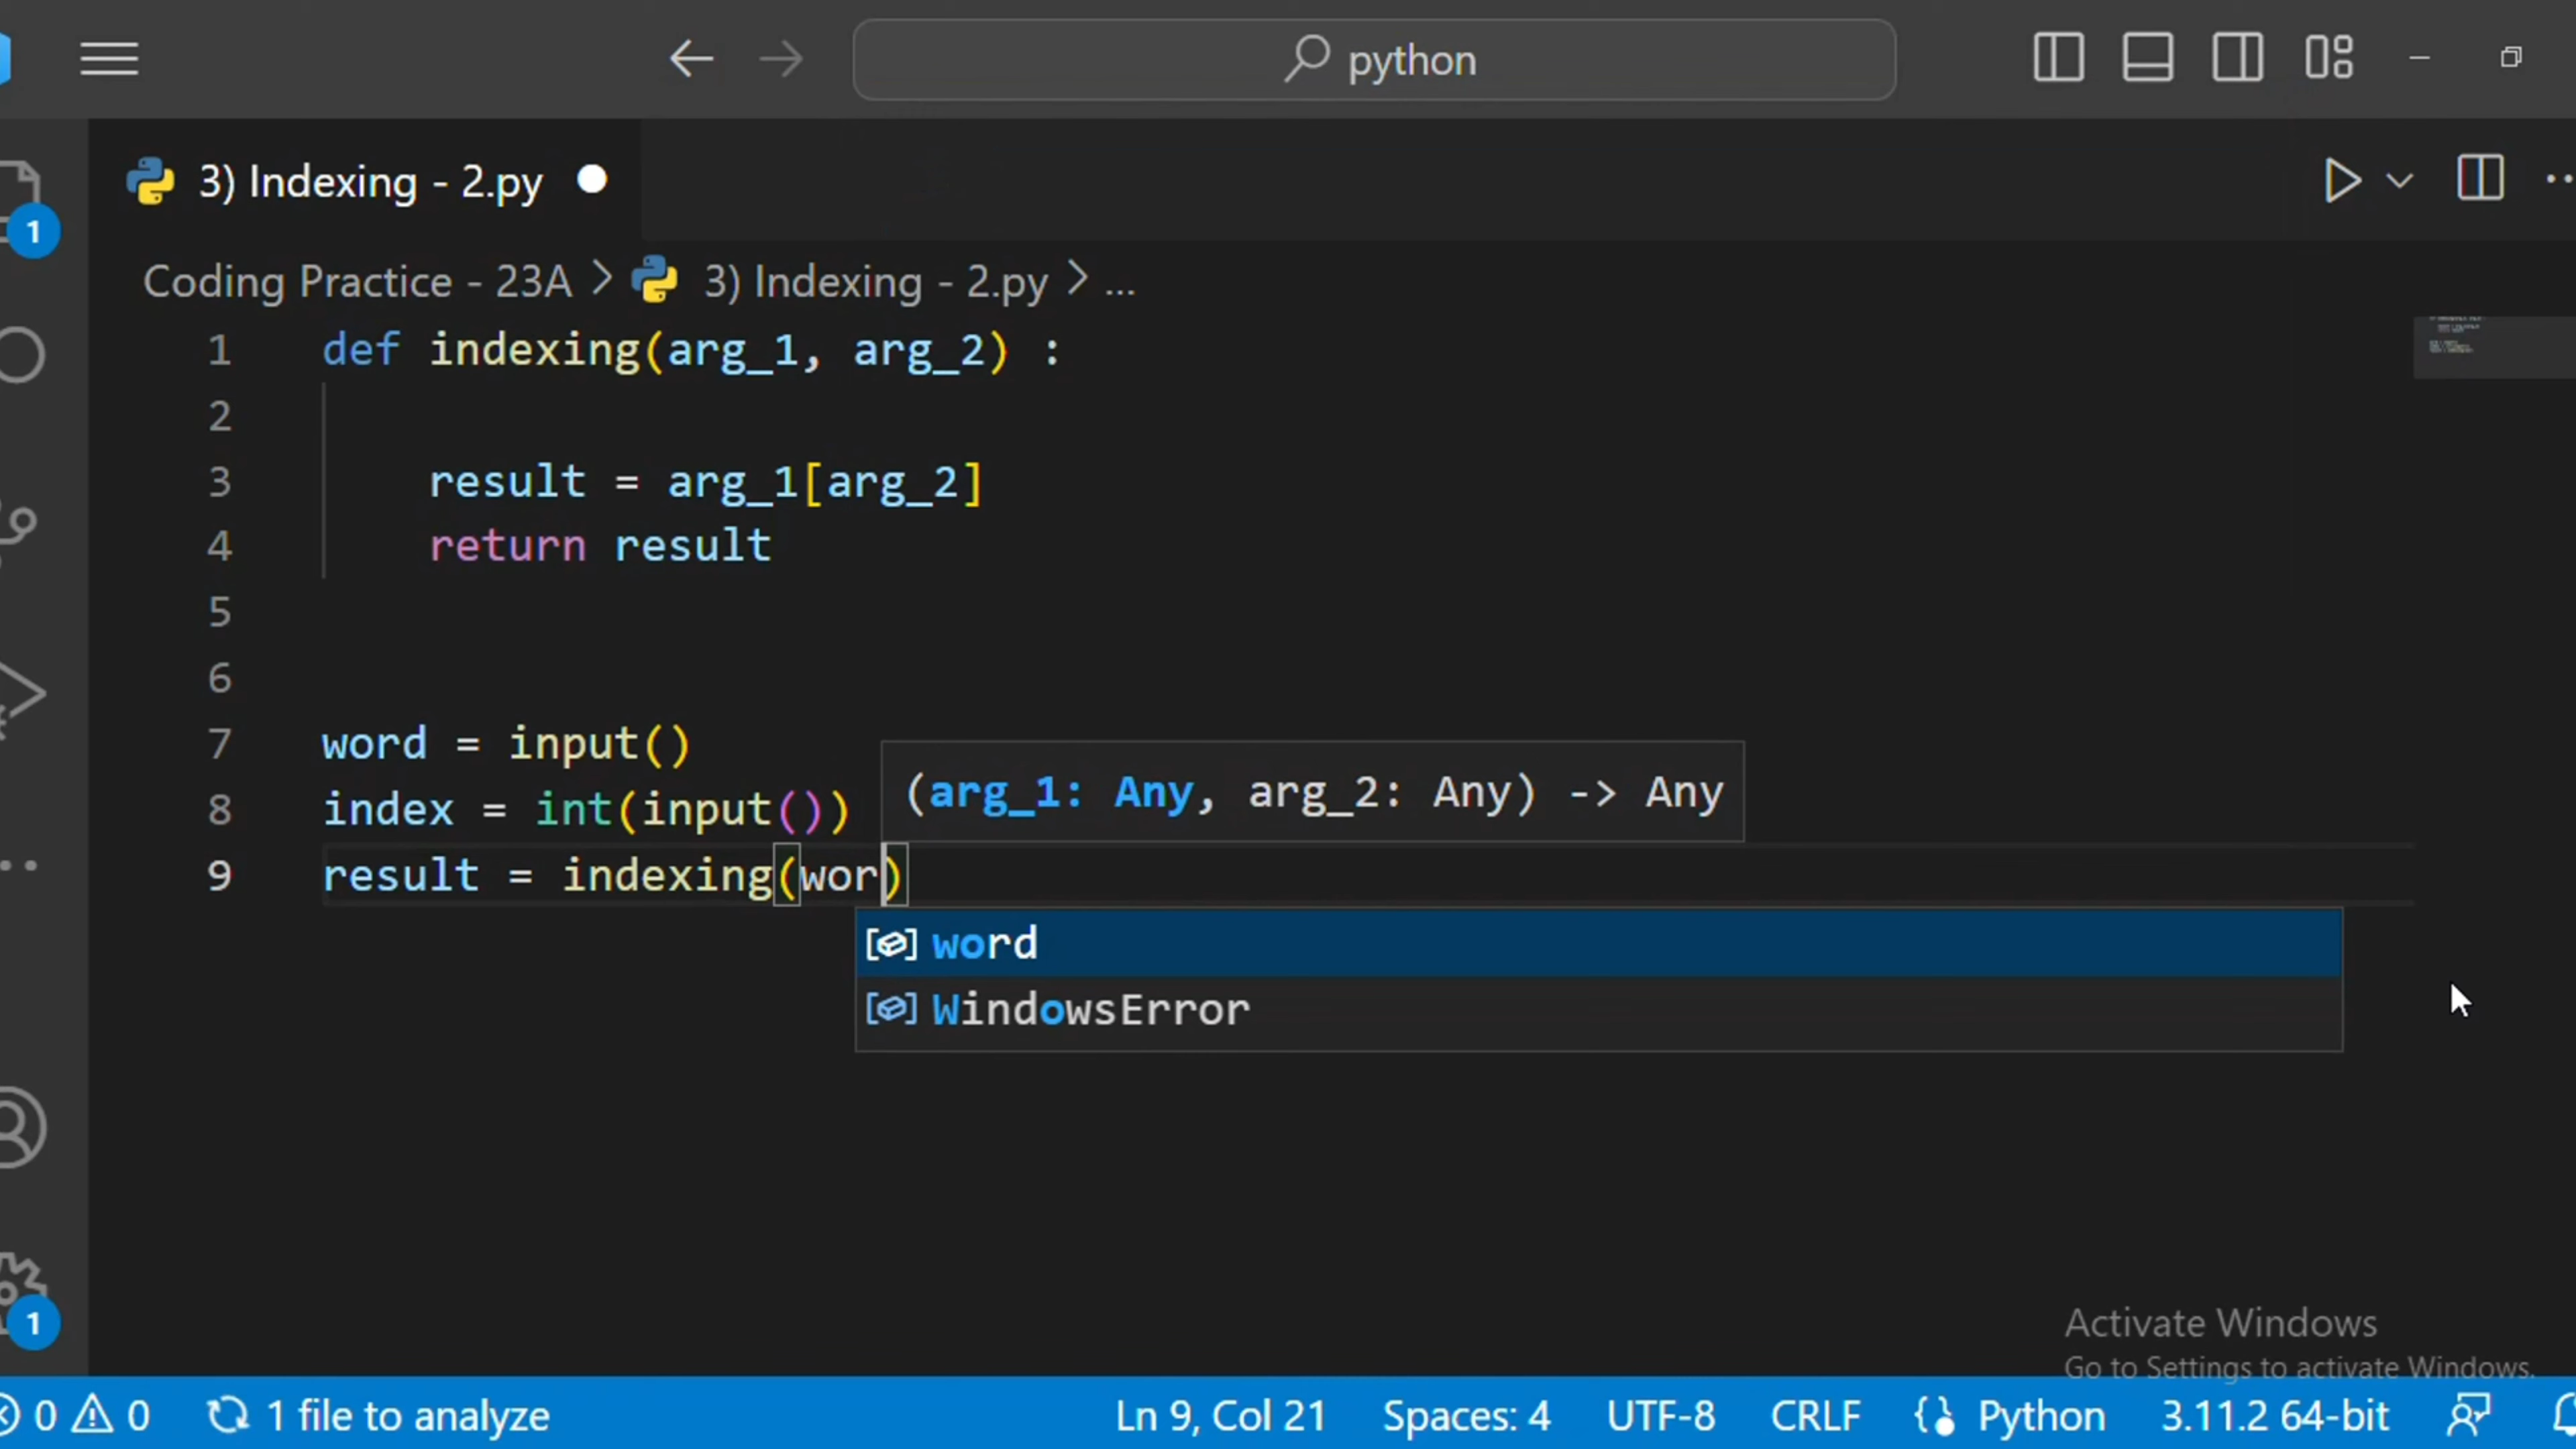 python
3) Indexing - 2.py
1
Coding Practice - 23A > 3) Indexing - 2.py > ...
1 def indexing(arg_1, arg_2) :
2
3 result = arg_1[arg_2]
4 return result
5
6
7 word = input()
(arg_1: Any, arg_2: Any) -> Any
8 index = int(input())
9 result = indexing(wor)
word
WindowsError
1
Activate Windows
Go to Settings to activate Windows.
0 0 1 file to analyze Ln 9, Col 21 Spaces: 4 UTF-8 CRLF Python 3.11.2 64-bit